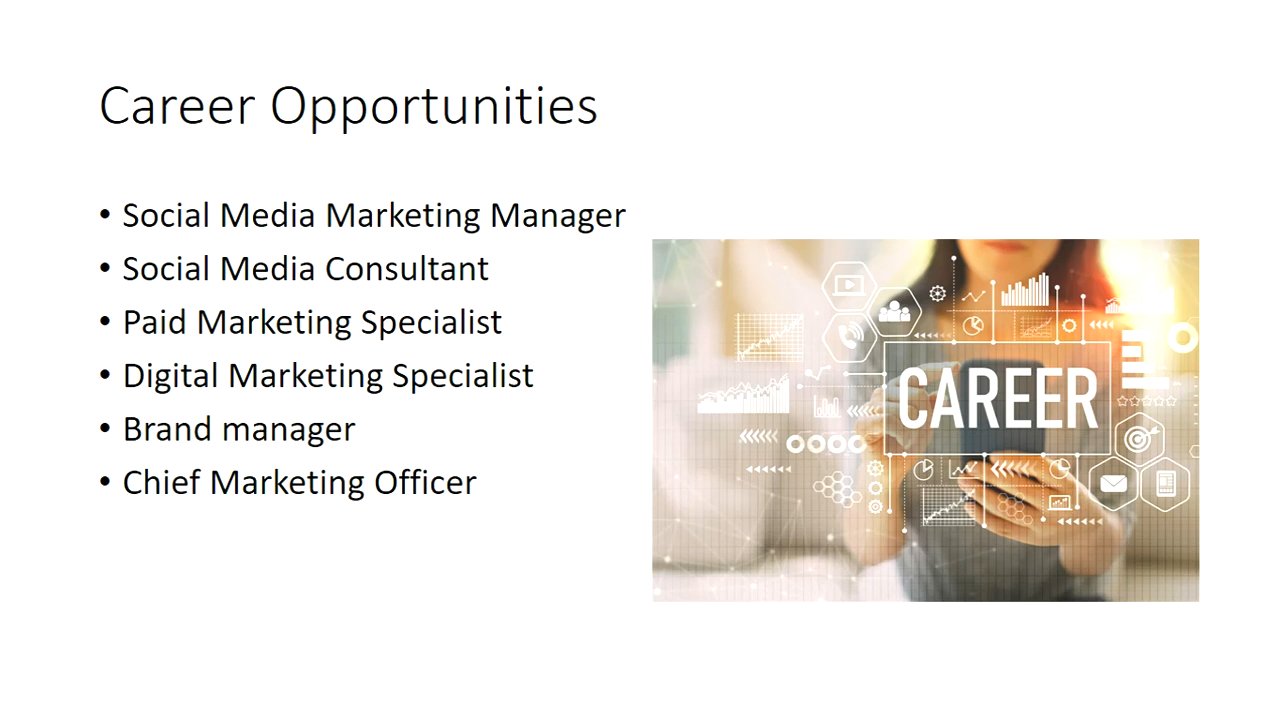 Career Opportunities
• Social Media Marketing Manager
• Social Media Consultant
• Paid Marketing Specialist
• Digital Marketing Specialist
• Brand manager
• Chief Marketing Officer
CAREER